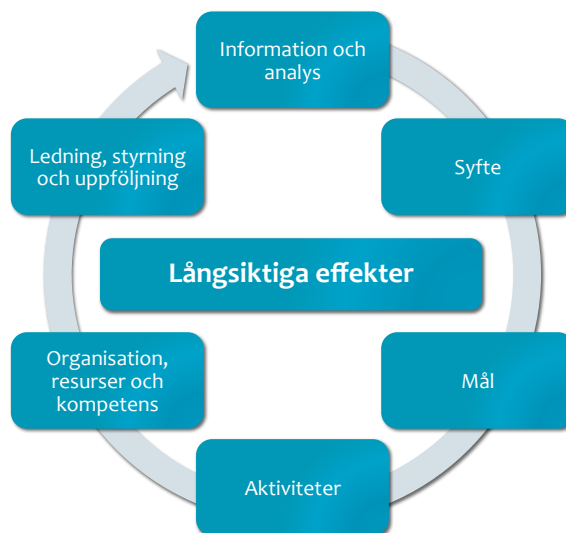 Information och
analys
Syfte
Mål
Aktiviteter
Organisation,
resurser och
kompetens
Ledning, styrning
och uppföljning
Långsiktiga effekter